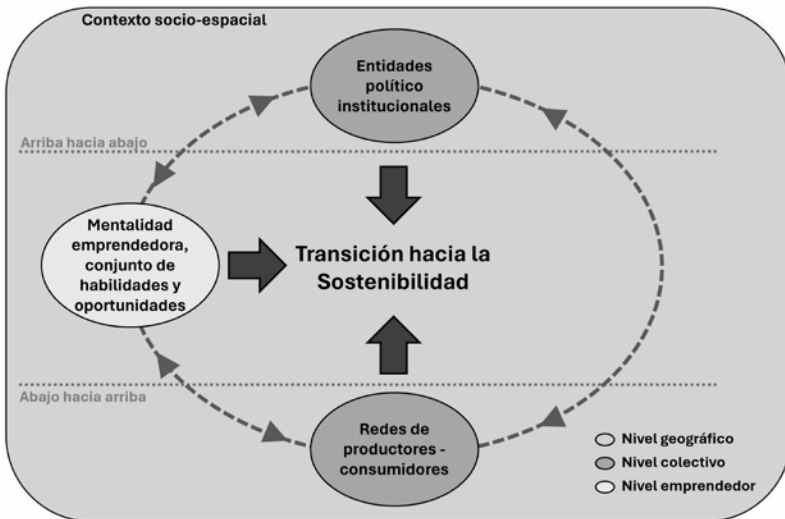 Contexto socio-espacial
Entidades
político
institucionales
Arriba hacia abajo
Mentalidad
emprendedora,
conjunto de
habilidades y
oportunidades
Transición hacia la
Sostenibilidad
Abajo hacia arriba
Redes de
productores -
consumidores
Nivel geográfico
Nivel colectivo
Nivel emprendedor